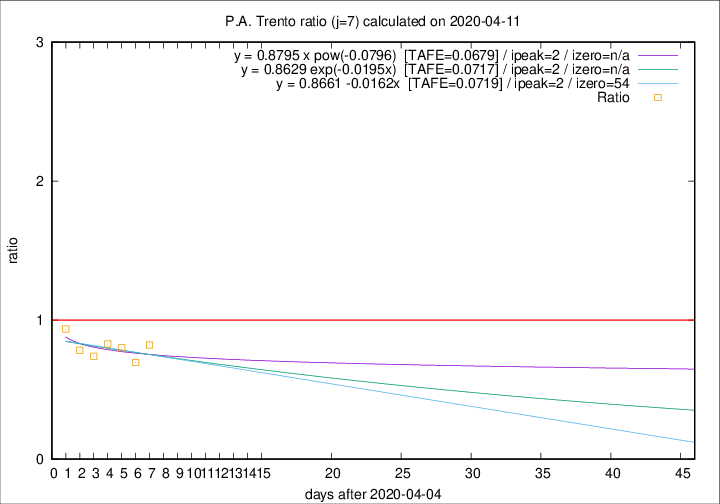 P.A. Trento ratio (j=7) calculated on 2020-04-11
y = 0.8795 x pow(-0.0796)  [TAFE=0.0679] / ipeak=2 / izero=n/a
y = 0.8629 exp(-0.0195x)  [TAFE=0.0717] / ipeak=2 / izero=n/a
y = 0.8661 -0.0162x  [TAFE=0.0719] / ipeak=2 / izero=54
Ratio
3
2
1
0
ratio
0 1 2 3 4 5 6 7 8 9 10 11 12 13 14 15 20 25 30 35 40 45
days after 2020-04-04